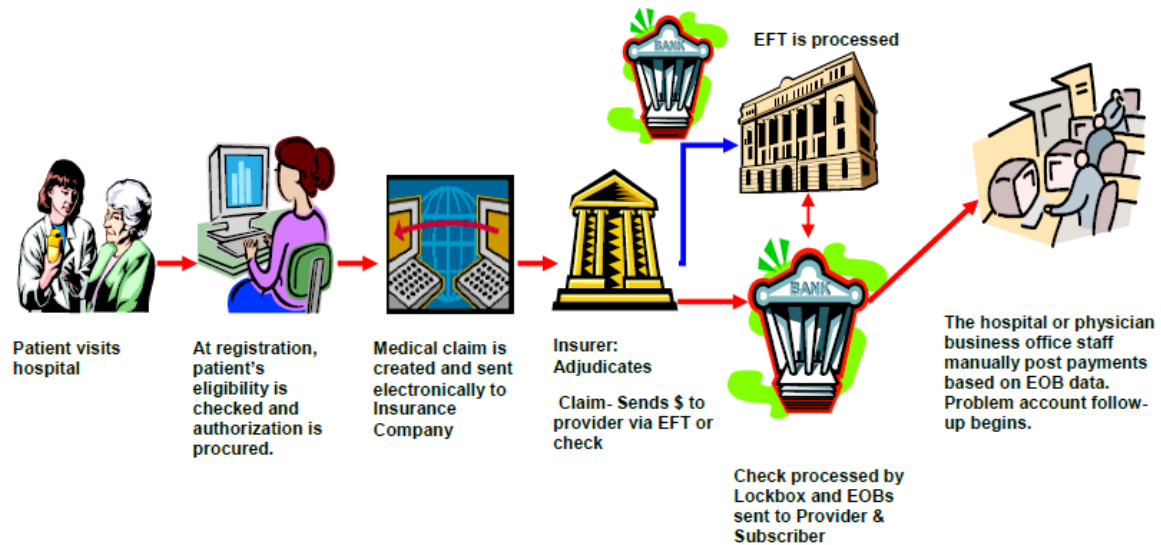 BANK
EFT is processed
BANK
Patient visits
hospital
At registration,
patient's
eligibility is
checked and
authorization is
procured.
Medical claim is
created and sent
electronically to
Insurance
Company
Insurer:
Adjudicates
Claim- Sends $ to
provider via EFT or
check
Check processed by
Lockbox and EOBs
sent to Provider &
Subscriber
The hospital or physician
business office staff
manually post payments
based on EOB data.
Problem account follow-
up begins.